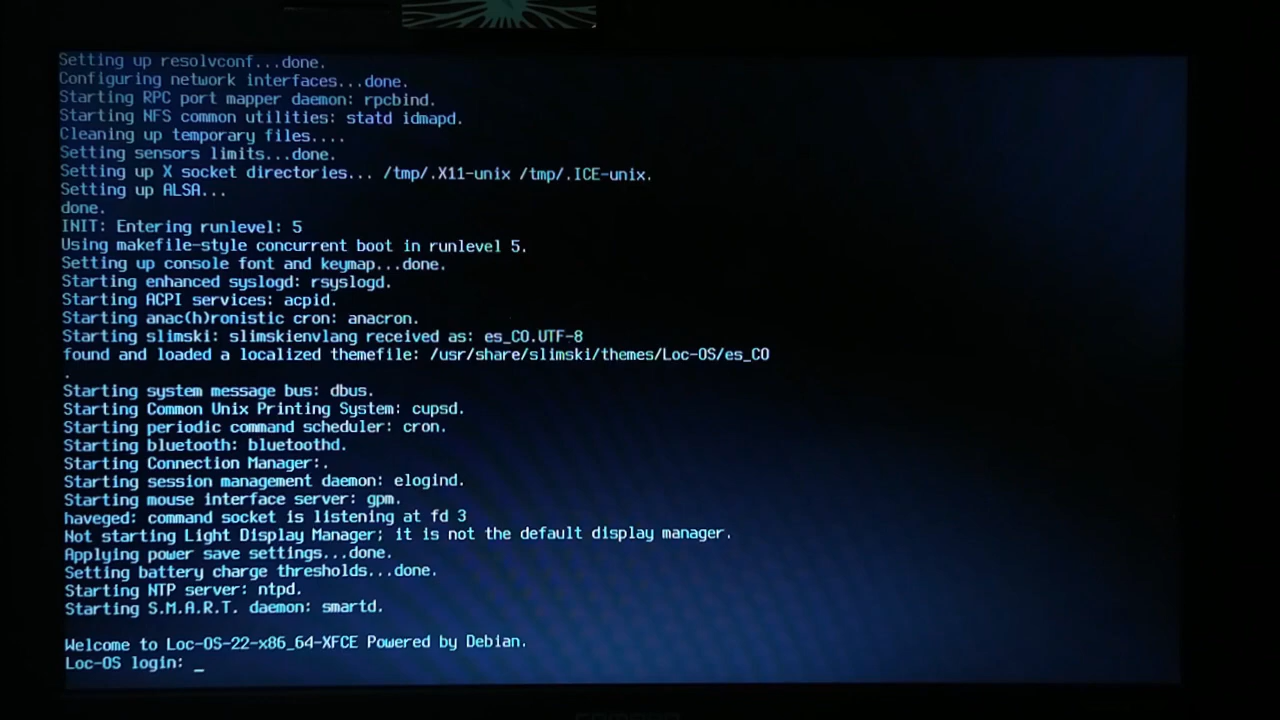 Setting up resolvconf...done.
Configuring network interfaces...done.
Starting RPC port mapper daemon: rpcbind.
Starting NFS common utilities: statd idmapd.
Cleaning up temporary files....
Setting sensors limits...done.
Setting up X socket directories... /tmp/.X11-unix /tmp/.ICE-unix.
Setting up ALSA...
done.
INIT: Entering runlevel: 5
Using makefile-style concurrent boot in runlevel 5.
Setting up console font and keymap...done.
Starting enhanced syslogd: rsyslogd.
Starting ACPI services: acpid.
Starting anac(h)ronistic cron: anacron.
Starting slimski: slimskienvlang received as: es_CO.UTF-8
found and loaded a localized themefile: /usr/share/slimski/themes/Loc-OS/es_CO
.
Starting system message bus: dbus.
Starting Common Unix Printing System: cupsd.
Starting periodic command scheduler: cron.
Starting bluetooth: bluetoothd.
Starting Connection Manager:.
Starting session management daemon: elogind.
Starting mouse interface server: gpm.
haveged: command socket is listening at fd 3
Not starting Light Display Manager; it is not the default display manager.
Applying power save settings...done.
Setting battery charge thresholds...done.
Starting NTP server: ntpd.
Starting S.M.A.R.T. daemon: smartd.
Welcome to Loc-OS-22-x86_64-XFCE Powered by Debian.
Loc-OS login: _